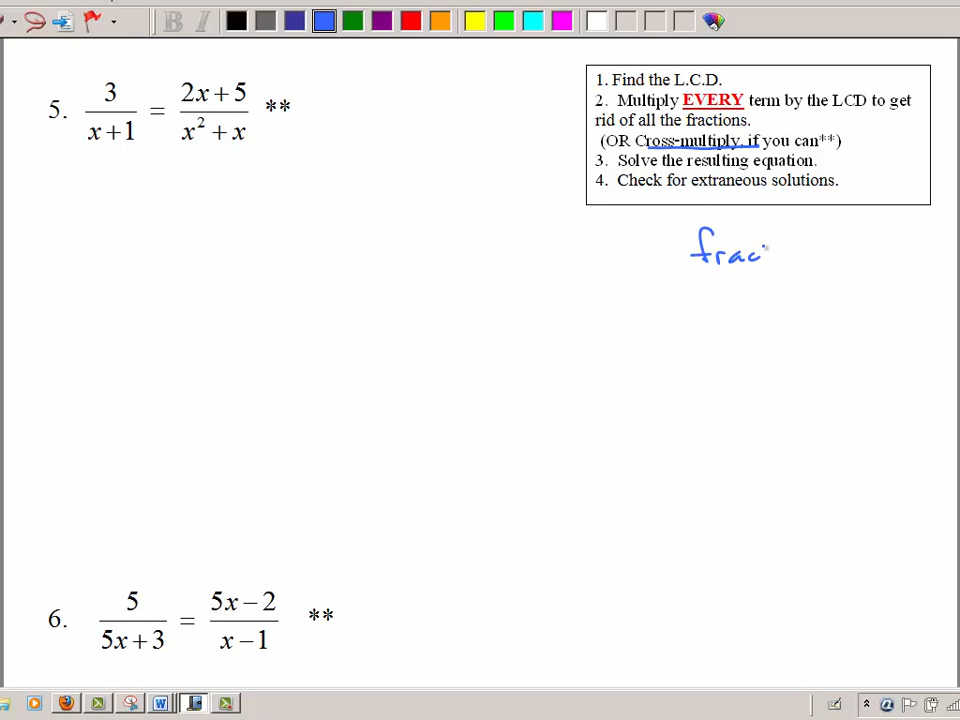 B I
5. 3/(x+1) = (2x+5)/(x²+x) **
1. Find the L.C.D.
2. Multiply EVERY term by the LCD to get
rid of all the fractions.
(OR Cross-multiply, if you can**)
3. Solve the resulting equation.
4. Check for extraneous solutions.
frac
6. 5/(5x+3) = (5x−2)/(x−1) **